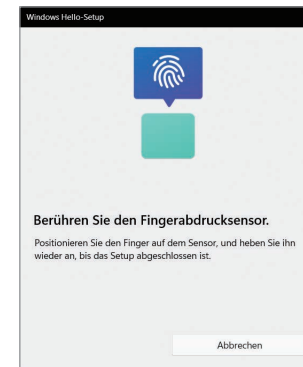 Windows Hello-Setup
Berühren Sie den Fingerabdrucksensor.
Positionieren Sie den Finger auf dem Sensor, und heben Sie ihn
wieder an, bis das Setup abgeschlossen ist.
Abbrechen